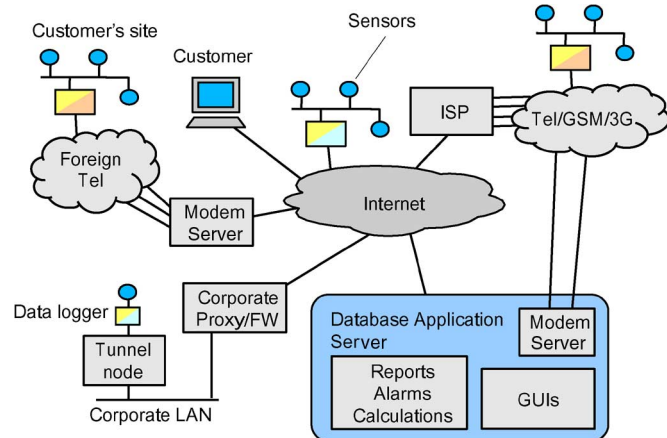 Customer's site
Customer
Sensors
ISP
Tel/GSM/3G
Foreign
Tel
Modem
Server
Internet
Data logger
Tunnel
node
Corporate
Proxy/FW
Corporate LAN
Database Application
Server
Modem
Server
Reports
Alarms
Calculations
GUIs